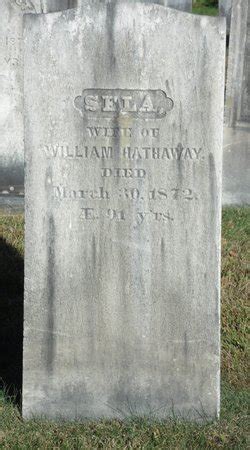 SELA,
WIFE OF
WILLIAM HATHAWAY.
DIED
March 30, 1872.
Æ. 91 yrs.